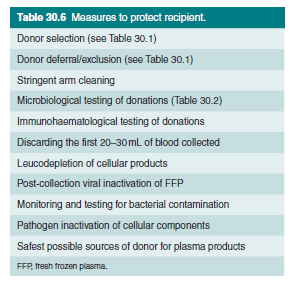 Table 30.6 Measures to protect recipient.
Donor selection (see Table 30.1)
Donor deferral/exclusion (see Table 30.1)
Stringent arm cleaning
Microbiological testing of donations (Table 30.2)
Immunohaematological testing of donations
Discarding the first 20–30 mL of blood collected
Leucodepletion of cellular products
Post-collection viral inactivation of FFP
Monitoring and testing for bacterial contamination
Pathogen inactivation of cellular components
Safest possible sources of donor for plasma products
FFP, fresh frozen plasma.